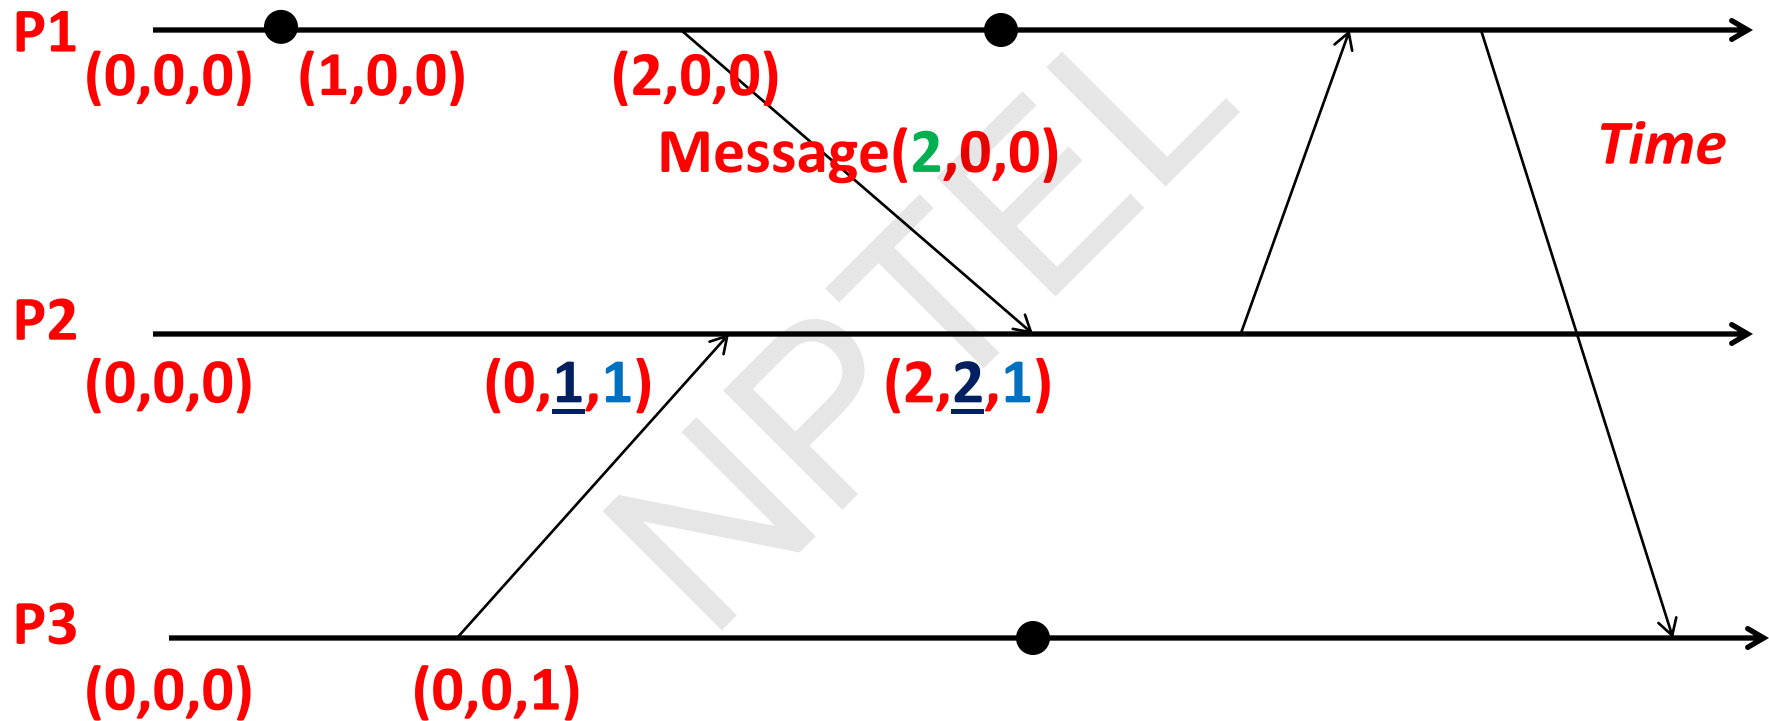 P1
(0,0,0) (1,0,0) (2,0,0)
Message(2,0,0)
Time
P2
(0,0,0) (0,1,1) (2,2,1)
P3
(0,0,0) (0,0,1)
NPTEL